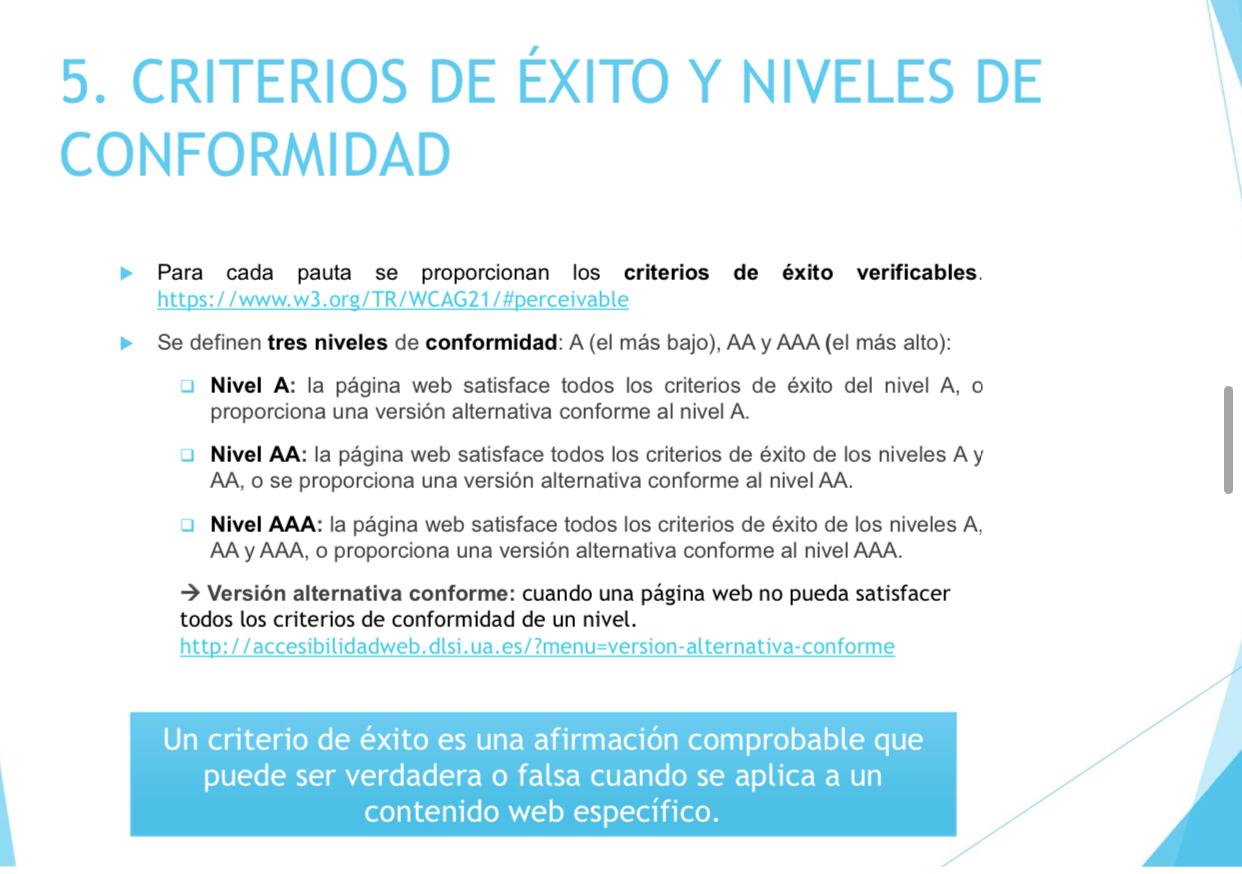 5. CRITERIOS DE ÉXITO Y NIVELES DE
CONFORMIDAD
Para cada pauta se proporcionan los criterios de éxito verificables.
https://www.w3.org/TR/WCAG21/#perceivable
Se definen tres niveles de conformidad: A (el más bajo), AA y AAA (el más alto):
Nivel A: la página web satisface todos los criterios de éxito del nivel A, o
proporciona una versión alternativa conforme al nivel A.
Nivel AA: la página web satisface todos los criterios de éxito de los niveles A y
AA, o se proporciona una versión alternativa conforme al nivel AA.
Nivel AAA: la página web satisface todos los criterios de éxito de los niveles A,
AA y AAA, o proporciona una versión alternativa conforme al nivel AAA.
→ Versión alternativa conforme: cuando una página web no pueda satisfacer
todos los criterios de conformidad de un nivel.
http://accesibilidadweb.dlsi.ua.es/?menu=version-alternativa-conforme
Un criterio de éxito es una afirmación comprobable que
puede ser verdadera o falsa cuando se aplica a un
contenido web específico.